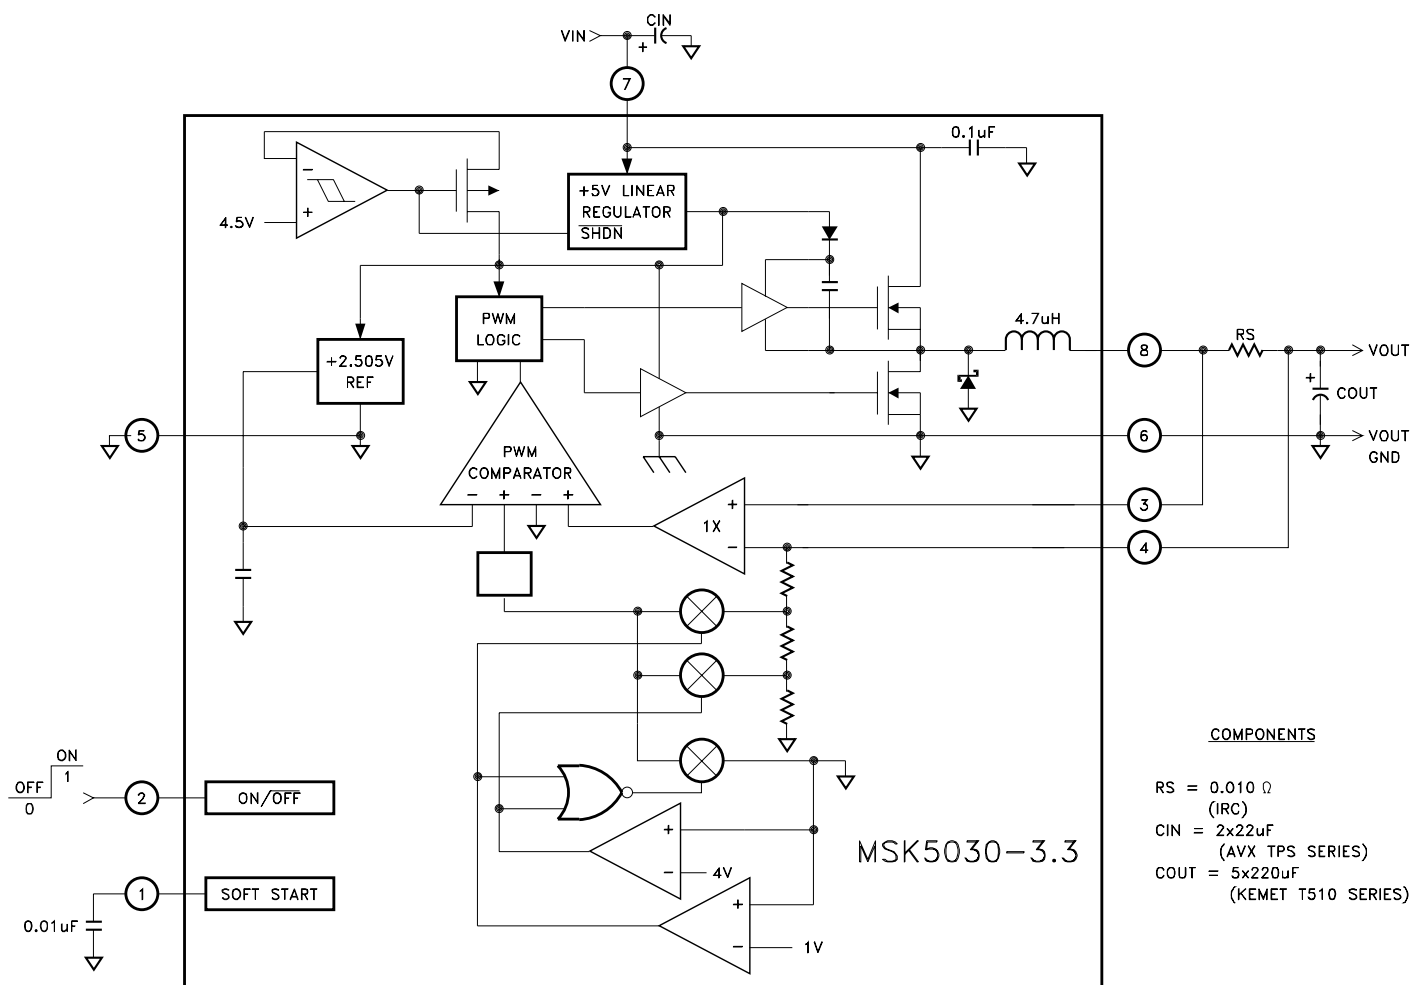 CIN
VIN
+
7
0.1uF
+5V LINEAR
REGULATOR
SHDN
−
+
4.5V
PWM
LOGIC
4.7uH
8
RS
VOUT
+2.505V
REF
+
COUT
5
6
VOUT
GND
PWM
COMPARATOR
− + − +
+
1X
−
3
4
COMPONENTS
RS = 0.010 Ω
(IRC)
CIN = 2x22uF
(AVX TPS SERIES)
COUT = 5x220uF
(KEMET T510 SERIES)
ON
1
OFF
0
2
ON/OFF
+
−
4V
MSK5030-3.3
1
SOFT START
0.01uF
+
−
1V